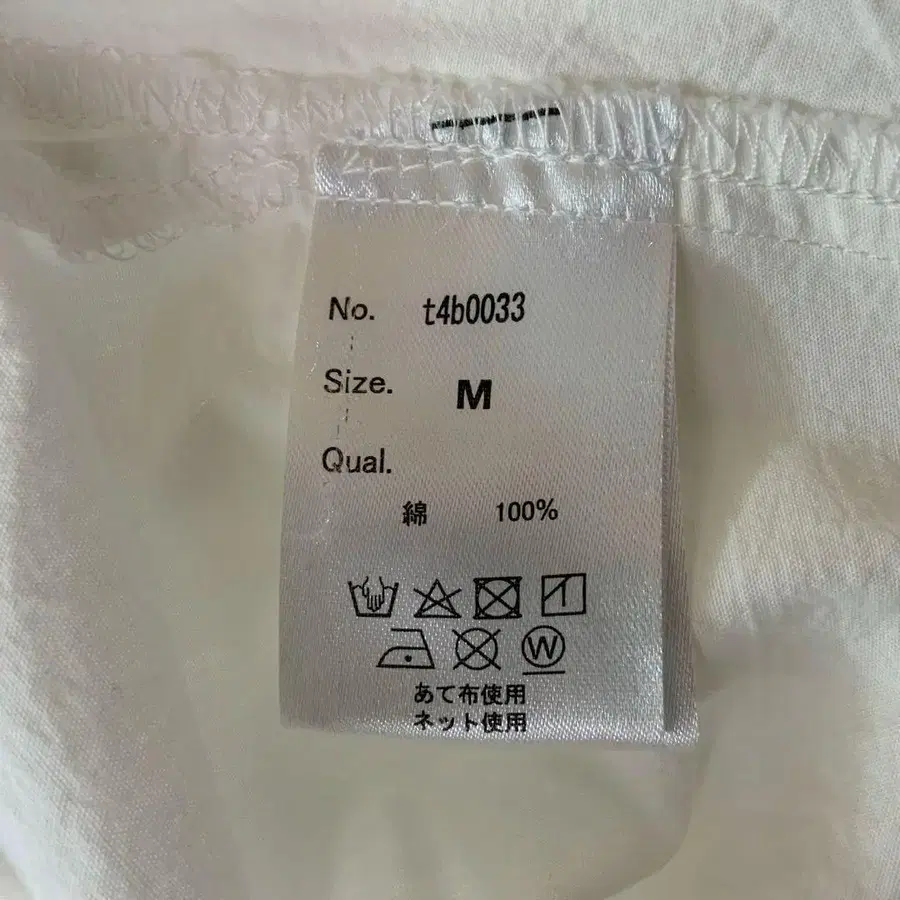 No. t4b0033
Size. M
Qual.
綿 100%
W
あて布使用
ネット使用